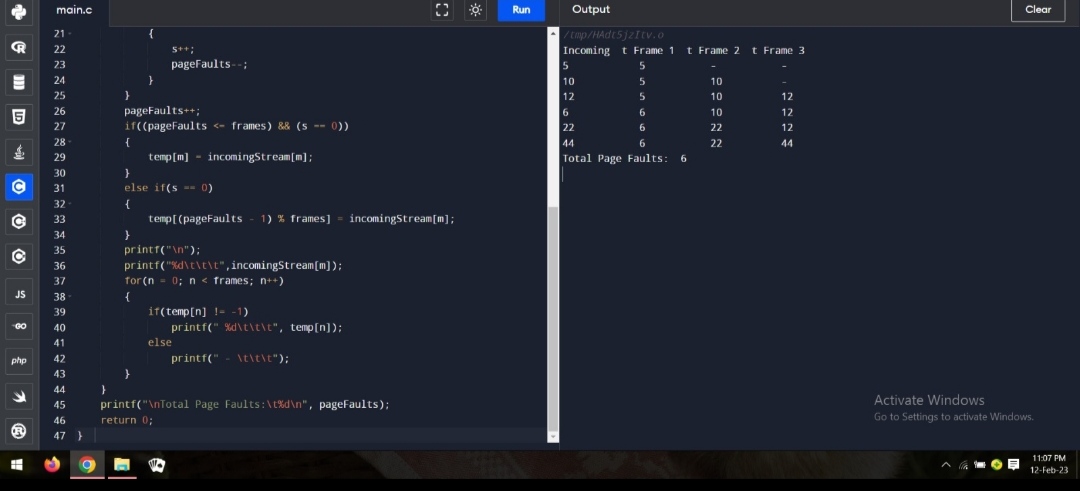 main.c
Run
Output
Clear
21
{
22
s++;
23
pageFaults--;
24
}
25
}
26
pageFaults++;
27
if((pageFaults <= frames) && (s == 0))
28
{
29
temp[m] = incomingStream[m];
30
}
31
else if(s == 0)
32
{
33
temp[(pageFaults - 1) % frames] = incomingStream[m];
34
}
35
printf("\n");
36
printf("%d\t\t\t",incomingStream[m]);
37
for(n = 0; n < frames; n++)
38
{
39
if(temp[n] != -1)
40
printf(" %d\t\t\t", temp[n]);
41
else
42
printf(" - \t\t\t");
43
}
44
}
45
printf("\nTotal Page Faults:\t%d\n", pageFaults);
46
return 0;
47
}
/tmp/HAdt5jzItv.o
Incoming t Frame 1 t Frame 2 t Frame 3
5 5 - -
10 5 10 -
12 5 10 12
6 6 10 12
22 6 22 12
44 6 22 44
Total Page Faults: 6
JS
GO
php
Activate Windows
Go to Settings to activate Windows.
11:07 PM
12-Feb-23